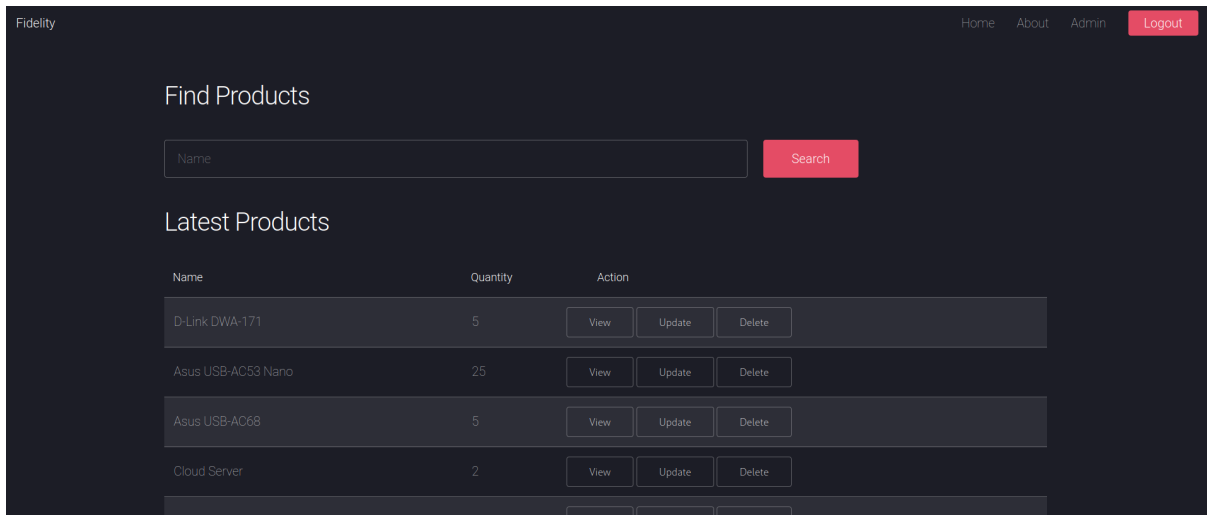 Fidelity Home About Admin Logout
Find Products
Name Search
Latest Products
Name Quantity Action
D-Link DWA-171 5 View Update Delete
Asus USB-AC53 Nano 25 View Update Delete
Asus USB-AC68 5 View Update Delete
Cloud Server 2 View Update Delete